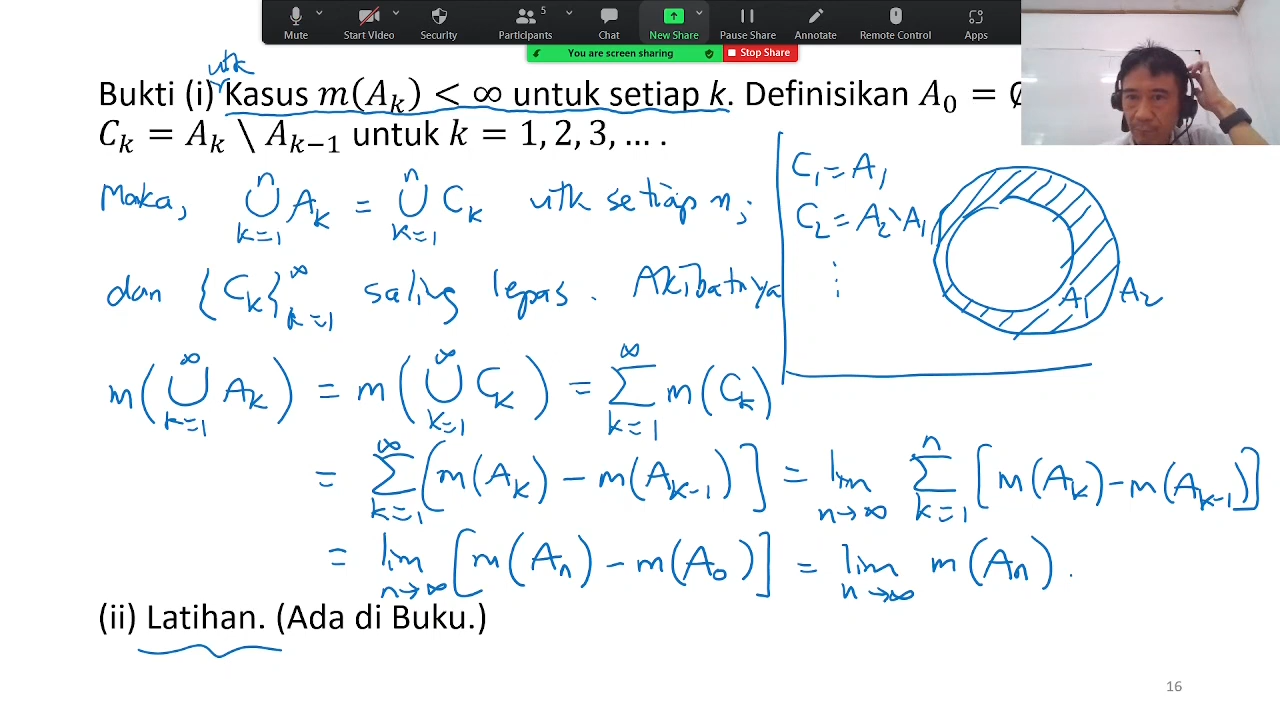 Mute Start Video Security Participants 5 Chat New Share Pause Share Annotate Remote Control Apps
You are screen sharing Stop Share
utk
Bukti (i) Kasus m(A_k) < ∞ untuk setiap k. Definisikan A_0 = ∅
C_k = A_k \ A_{k−1} untuk k = 1, 2, 3, … .
Maka, ⋃_{k=1}^{n} A_k = ⋃_{k=1}^{n} C_k utk setiap n;
dan {C_k}_{k=1}^{∞} saling lepas. Akibatnya
C_1 = A_1
C_2 = A_2 \ A_1
⋮
A_1 A_2
m(⋃_{k=1}^{∞} A_k) = m(⋃_{k=1}^{∞} C_k) = ∑_{k=1}^{∞} m(C_k)
= ∑_{k=1}^{∞} [m(A_k) − m(A_{k−1})] = lim_{n→∞} ∑_{k=1}^{n} [m(A_k) − m(A_{k−1})]
= lim_{n→∞} [m(A_n) − m(A_0)] = lim_{n→∞} m(A_n).
(ii) Latihan. (Ada di Buku.)
16